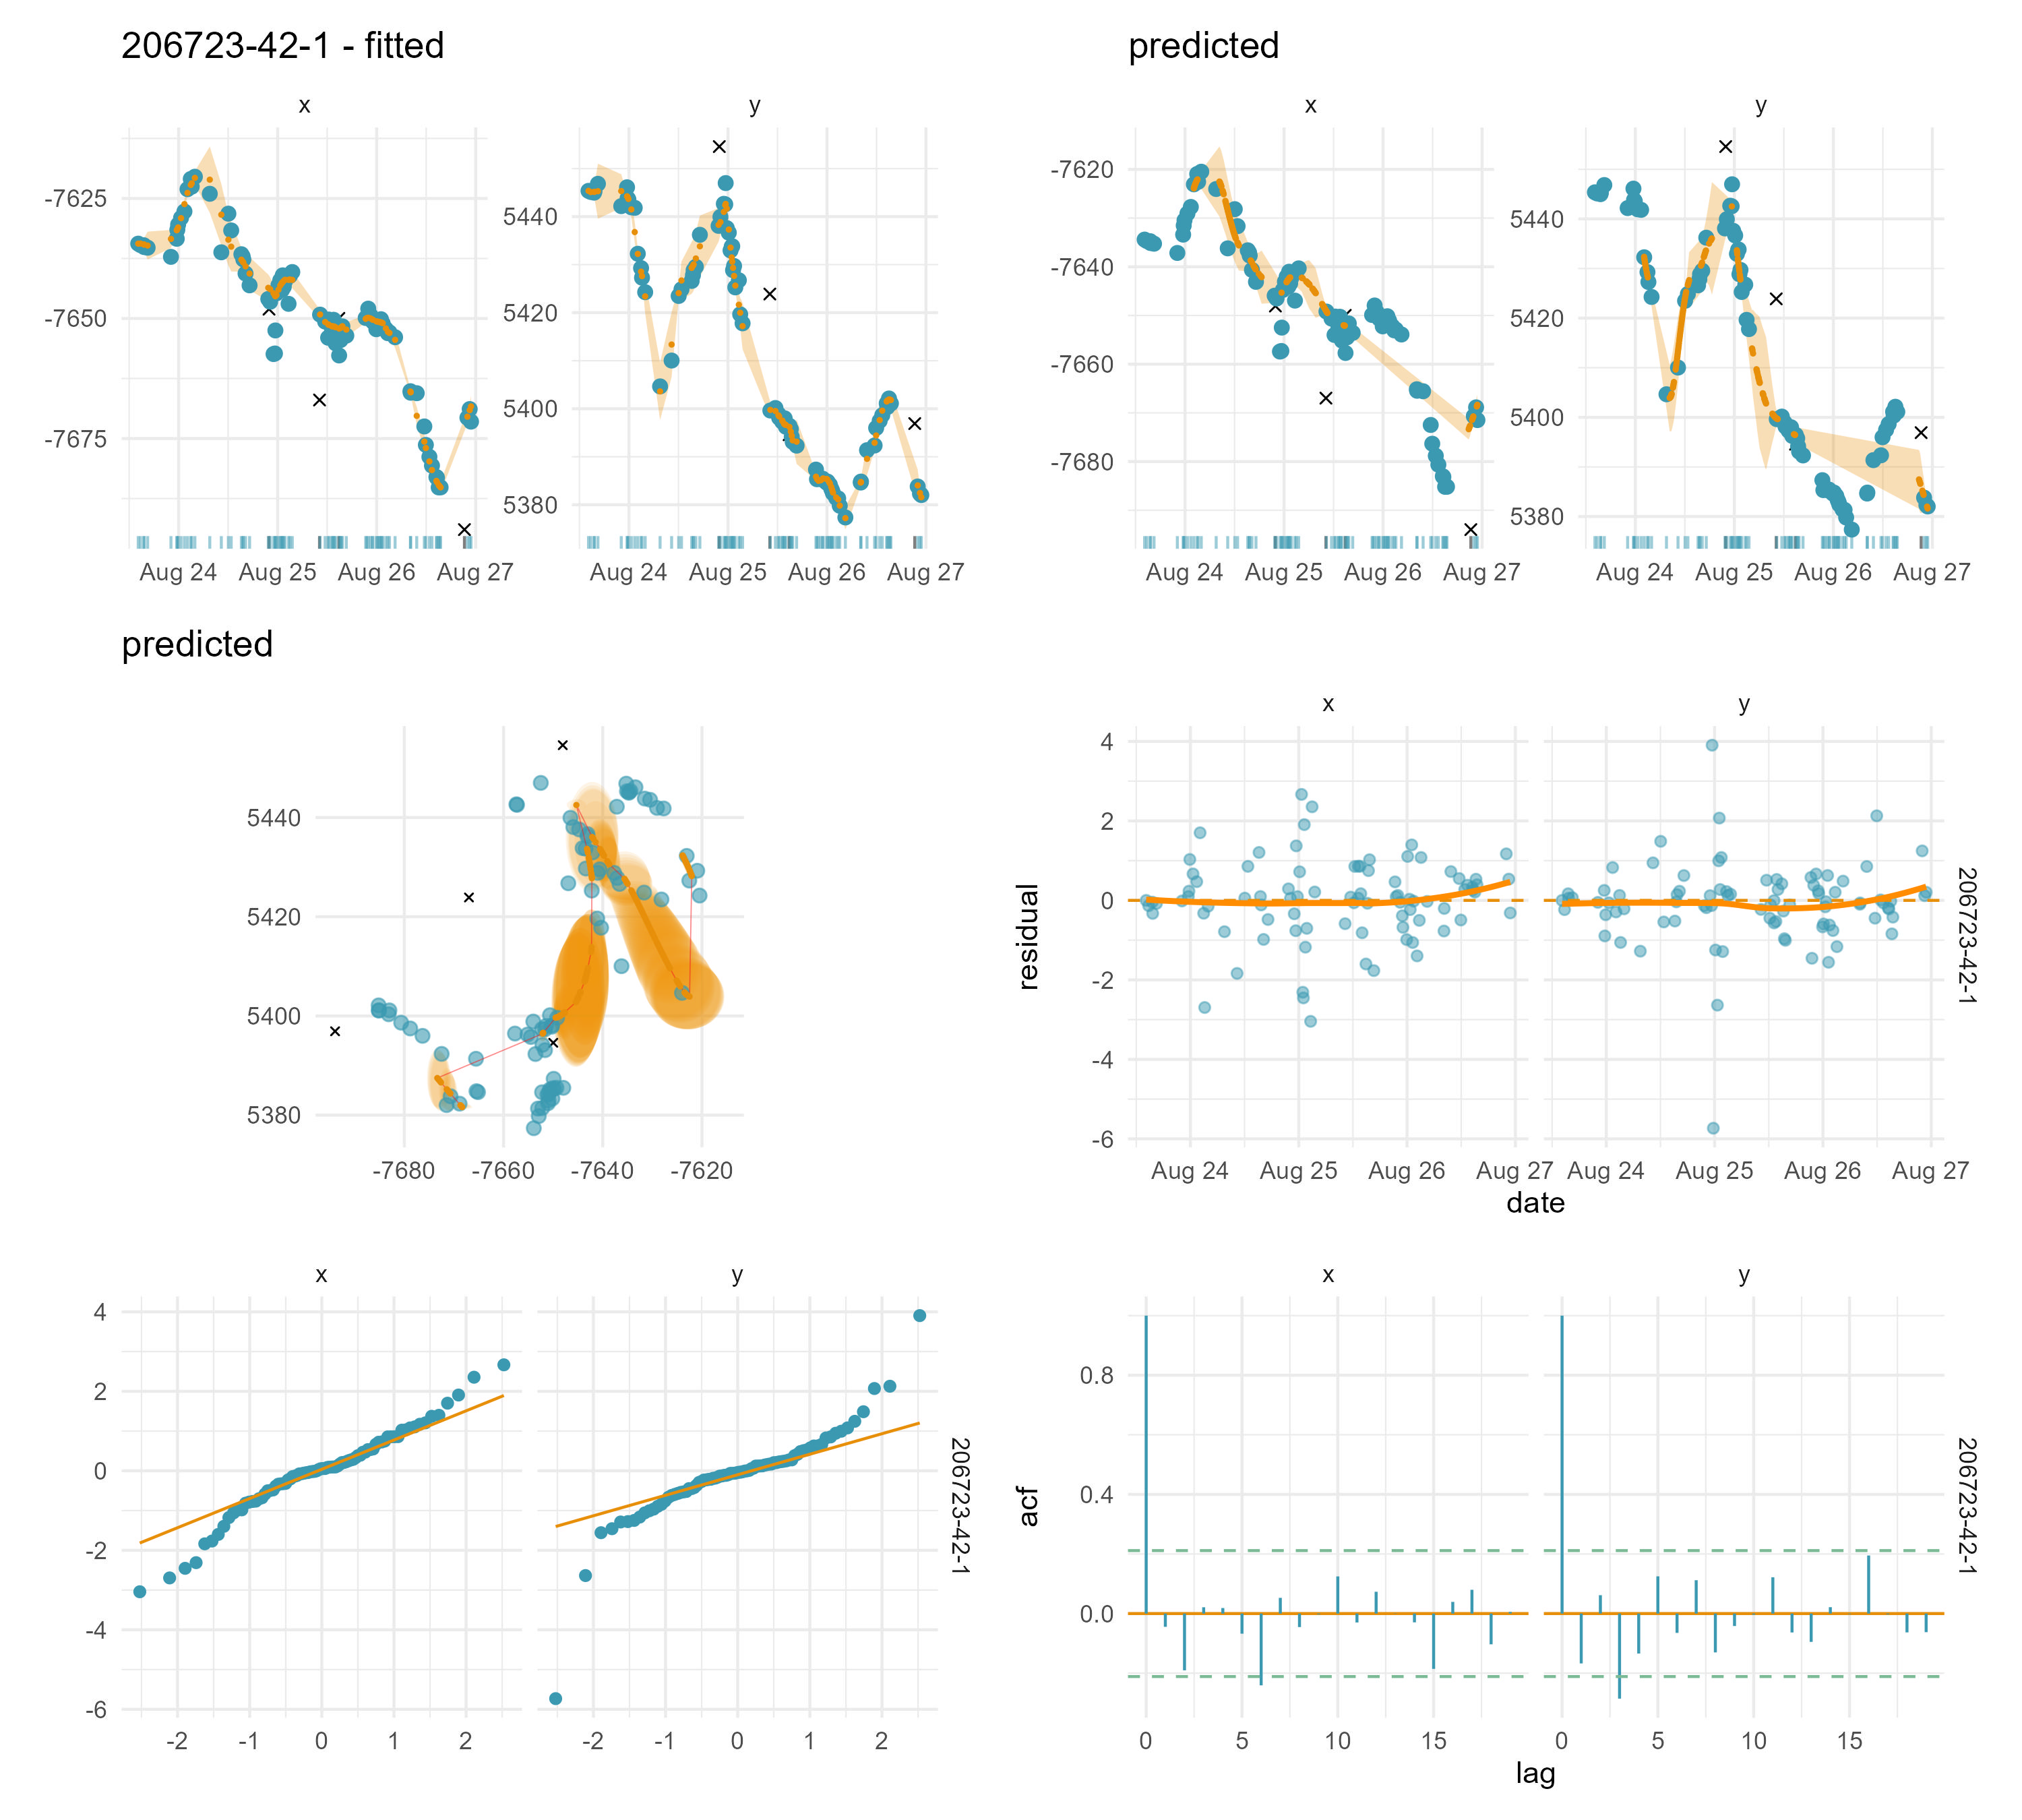 206723-42-1 - fitted
predicted
x
y
x
y
-7625
-7650
-7675
5440
5420
5400
5380
-7620
-7640
-7660
-7680
5440
5420
5400
5380
Aug 24 Aug 25 Aug 26 Aug 27
Aug 24 Aug 25 Aug 26 Aug 27
Aug 24 Aug 25 Aug 26 Aug 27
Aug 24 Aug 25 Aug 26 Aug 27
predicted
5440
5420
5400
5380
-7680 -7660 -7640 -7620
x
y
residual
4
2
0
-2
-4
-6
206723-42-1
Aug 24 Aug 25 Aug 26 Aug 27
Aug 24 Aug 25 Aug 26 Aug 27
date
x
y
4
2
0
-2
-4
-6
206723-42-1
-2 -1 0 1 2
-2 -1 0 1 2
x
y
acf
0.8
0.4
0.0
206723-42-1
0 5 10 15
0 5 10 15
lag